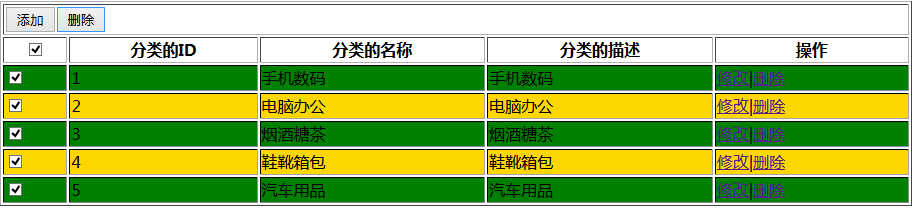 添加 删除
分类的ID 分类的名称 分类的描述 操作
1 手机数码 手机数码 修改|删除
2 电脑办公 电脑办公 修改|删除
3 烟酒糖茶 烟酒糖茶 修改|删除
4 鞋靴箱包 鞋靴箱包 修改|删除
5 汽车用品 汽车用品 修改|删除